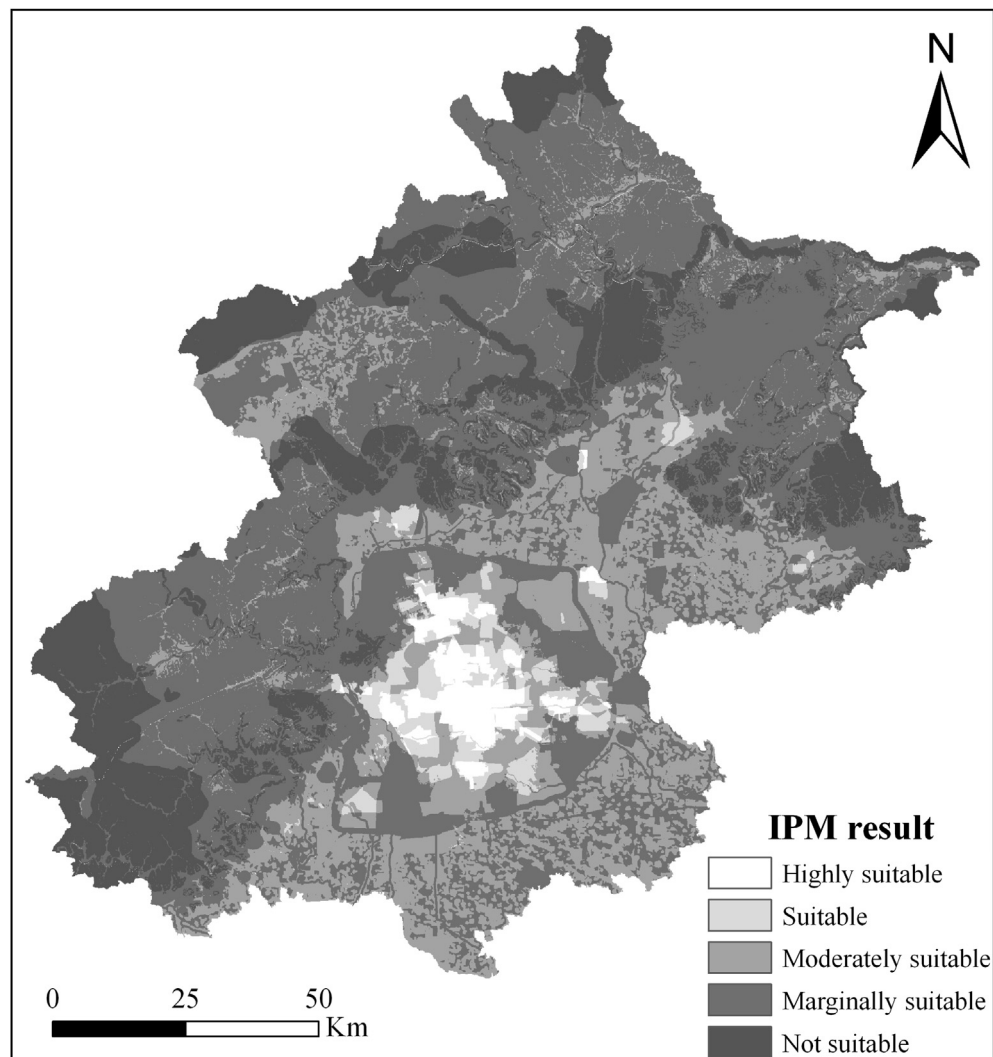 N
IPM result
Highly suitable
Suitable
Moderately suitable
Marginally suitable
Not suitable
0 25 50
Km